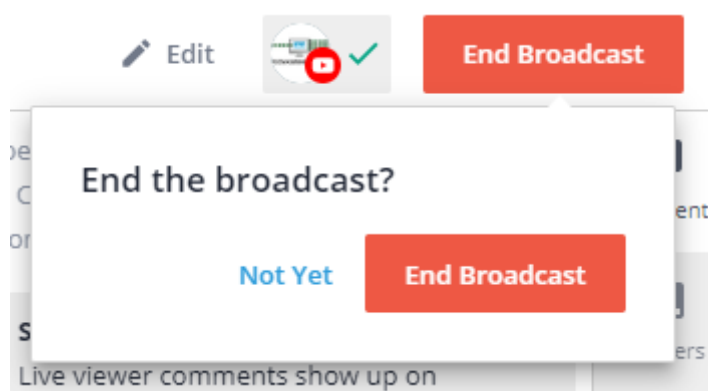 Edit
End Broadcast
End the broadcast?
Not Yet
End Broadcast
Live viewer comments show up on